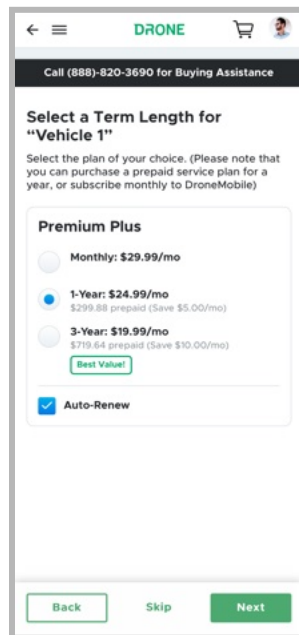 DRONE
Call (888)-820-3690 for Buying Assistance
Select a Term Length for
“Vehicle 1”
Select the plan of your choice. (Please note that
you can purchase a prepaid service plan for a
year, or subscribe monthly to DroneMobile)
Premium Plus
Monthly: $29.99/mo
1-Year: $24.99/mo
$299.88 prepaid (Save $5.00/mo)
3-Year: $19.99/mo
$719.64 prepaid (Save $10.00/mo)
Best Value!
Auto-Renew
Back Skip Next